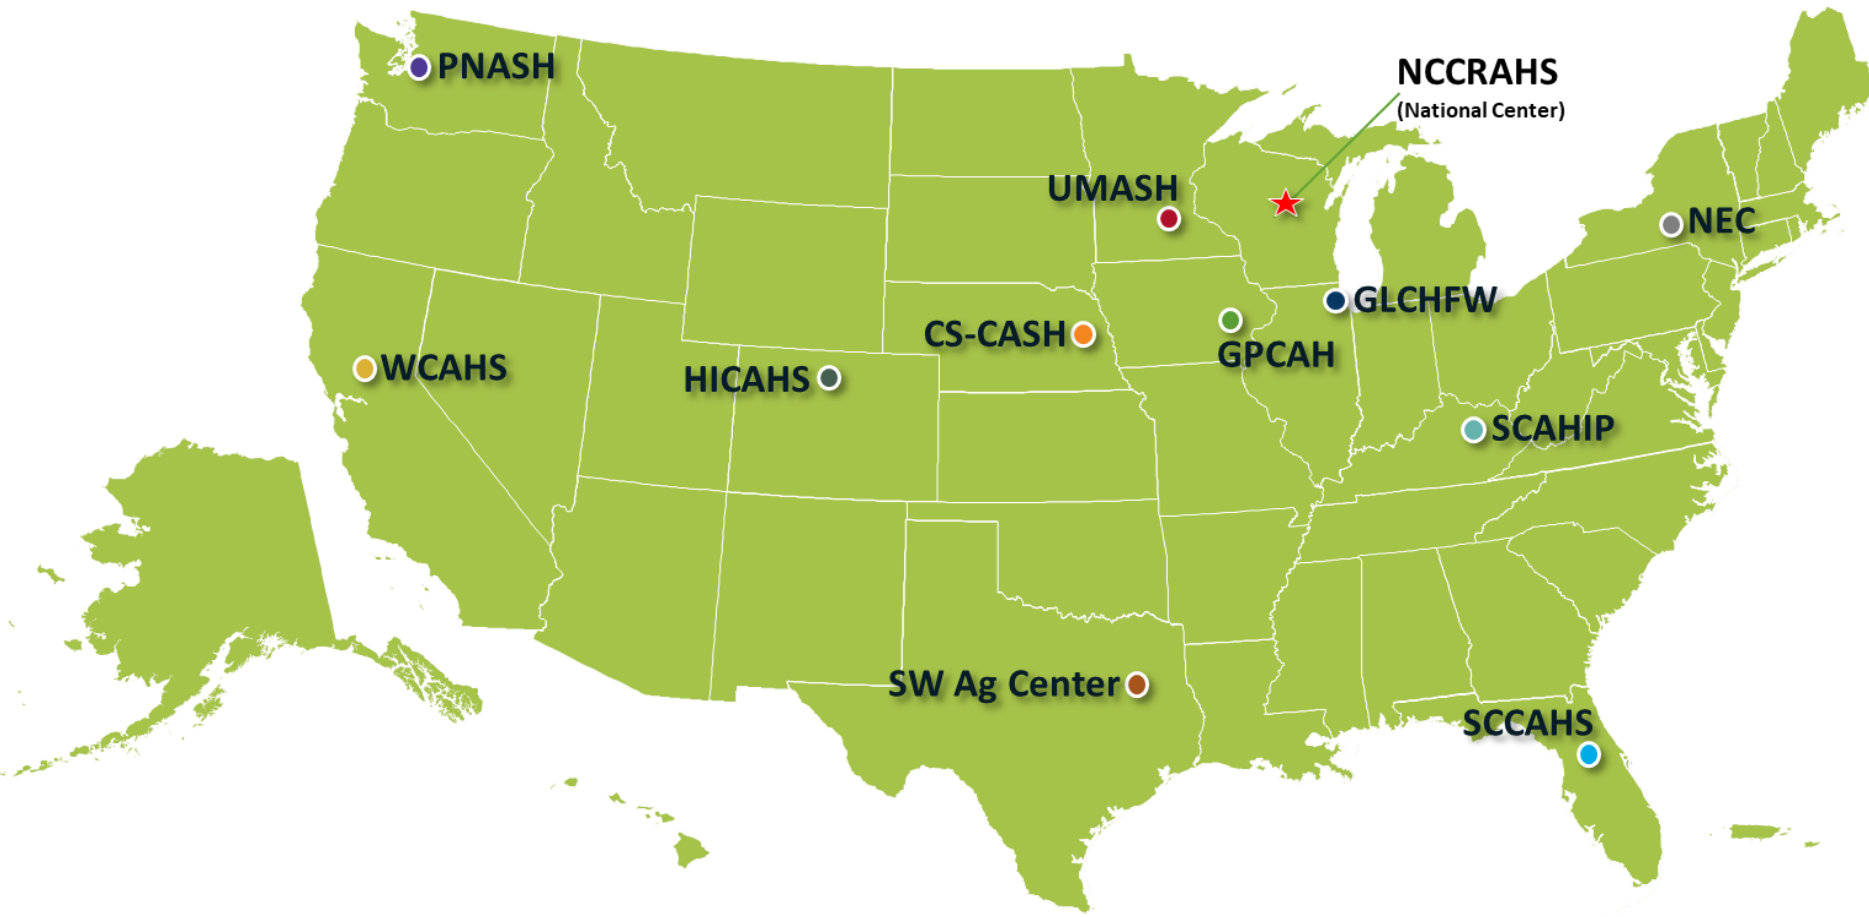 PNASH
NCCRAHS
(National Center)
UMASH
NEC
GLCHFW
CS-CASH
GPCAH
WCAHS
HICAHS
SCAHIP
SW Ag Center
SCCAHS